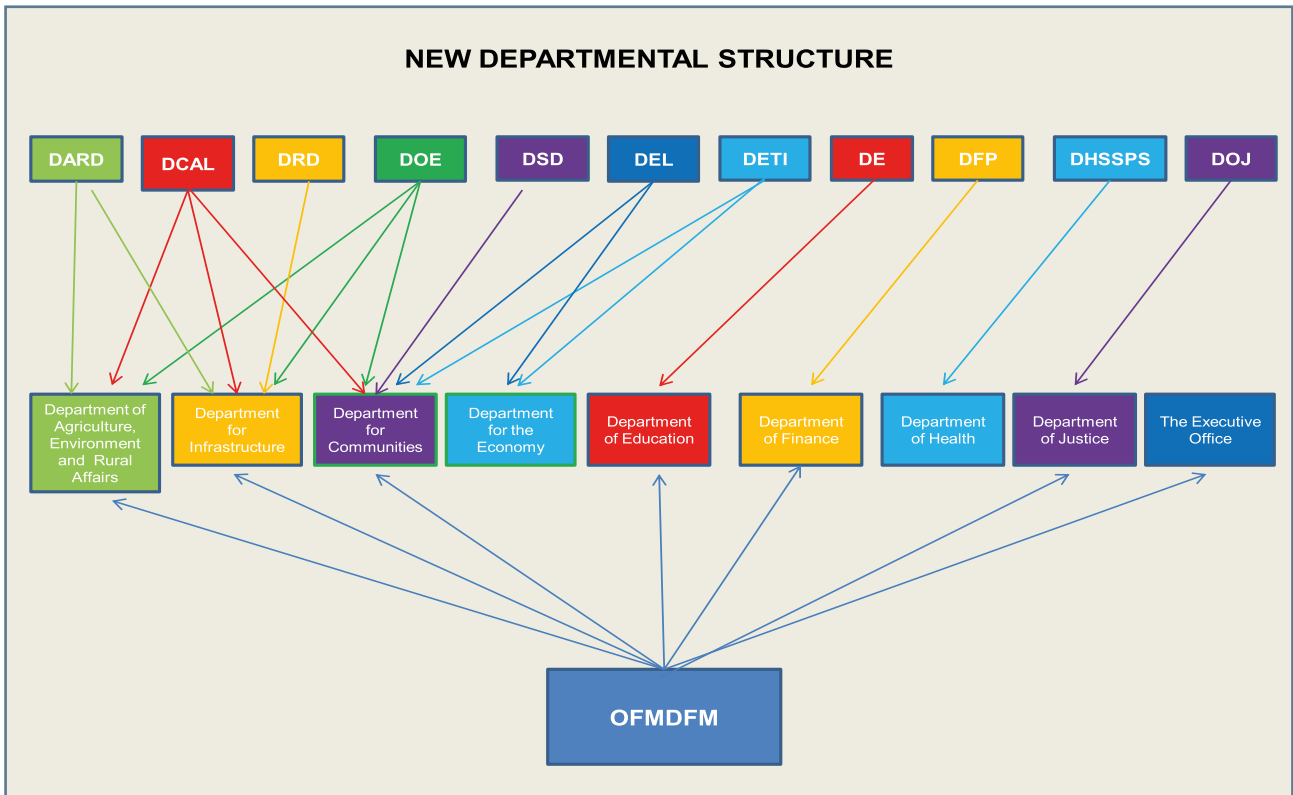 NEW DEPARTMENTAL STRUCTURE
DARD
DCAL
DRD
DOE
DSD
DEL
DETI
DE
DFP
DHSSPS
DOJ
Department of
Agriculture,
Environment
and Rural
Affairs
Department
for
Infrastructure
Department
for
Communities
Department
for the
Economy
Department
of Education
Department
of Finance
Department
of Health
Department
of Justice
The Executive
Office
OFMDFM